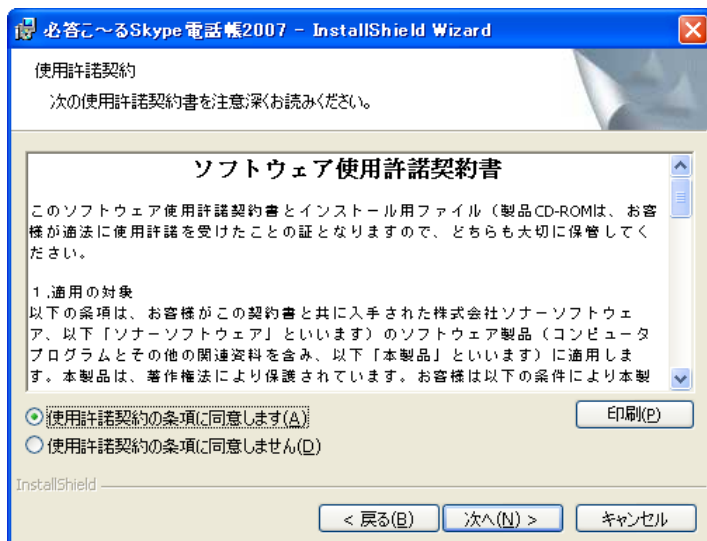 必答こ～るSkype電話帳2007 - InstallShield Wizard
使用許諾契約
次の使用許諾契約書を注意深くお読みください。
ソフトウェア使用許諾契約書
このソフトウェア使用許諾契約書とインストール用ファイル（製品CD-ROMは、お客
様が適法に使用許諾を受けたことの証となりますので、どちらも大切に保管してく
ださい。
１.適用の対象
以下の条項は、お客様がこの契約書と共に入手された株式会社ソナーソフトウェ
ア、以下「ソナーソフトウェア」といいます）のソフトウェア製品（コンピュータ
プログラムとその他の関連資料を含み、以下「本製品」といいます）に適用しま
す。本製品は、著作権法により保護されています。お客様は以下の条件により本製
使用許諾契約の条項に同意します(A)
印刷(P)
使用許諾契約の条項に同意しません(D)
InstallShield
< 戻る(B)
次へ(N) >
キャンセル